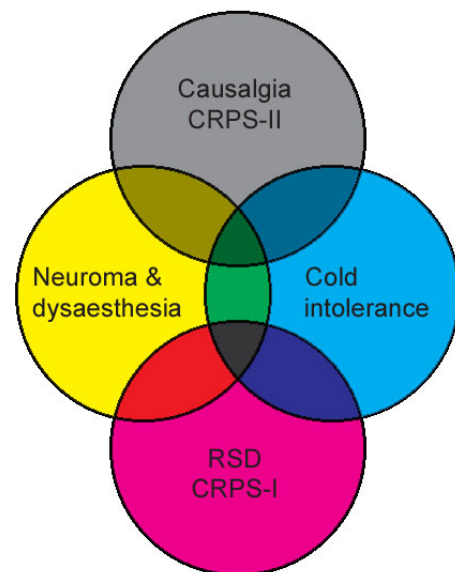 Causalgia
CRPS-II
Neuroma &
dysaesthesia
Cold
intolerance
RSD
CRPS-I